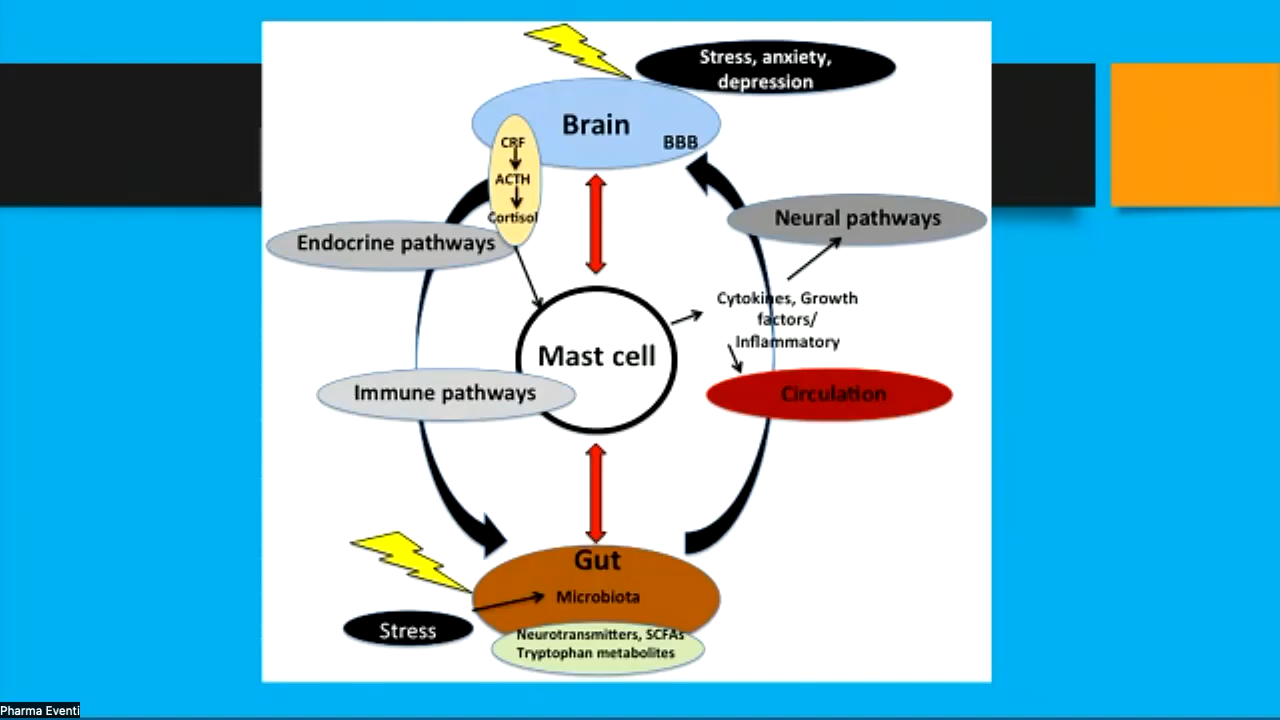 Stress, anxiety,
depression
Brain
BBB
CRF
ACTH
Cortisol
Neural pathways
Endocrine pathways
Cytokines, Growth
factors/
Inflammatory
Mast cell
Immune pathways
Circulation
Gut
Microbiota
Stress
Neurotransmitters, SCFAs
Tryptophan metabolites
Pharma Eventi